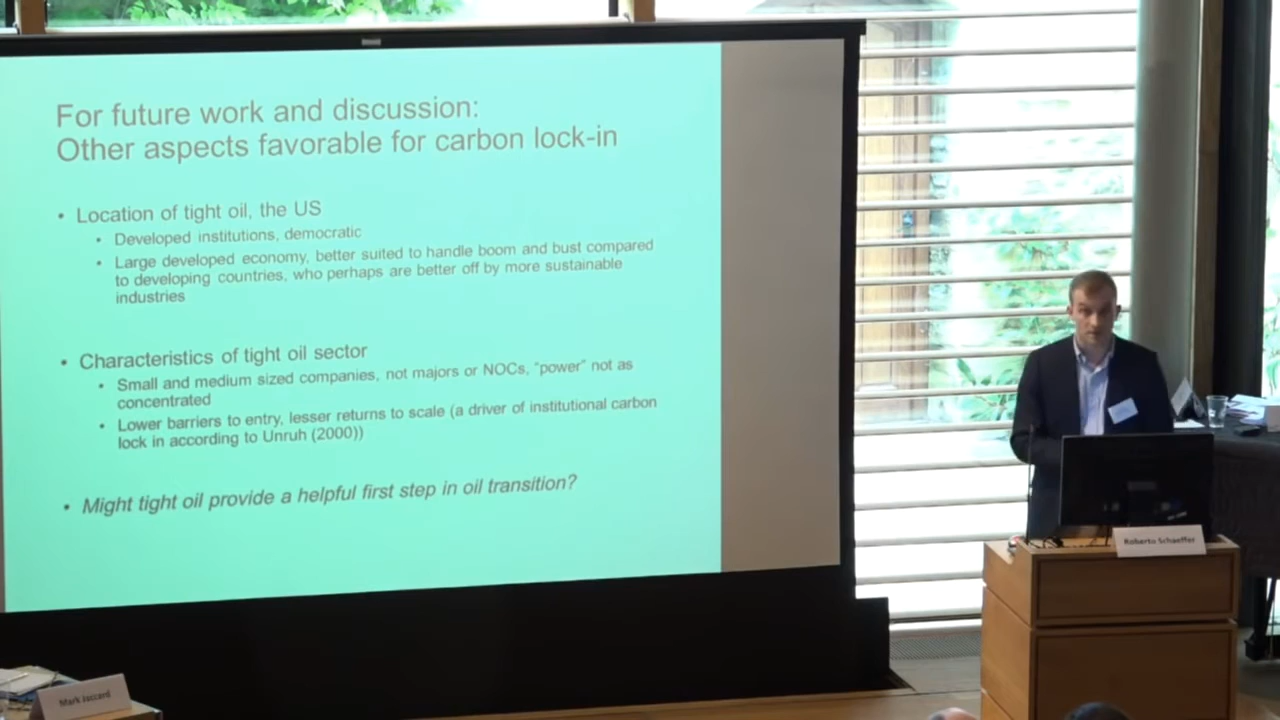 For future work and discussion:
Other aspects favorable for carbon lock-in
• Location of tight oil, the US
• Developed institutions, democratic
• Large developed economy, better suited to handle boom and bust compared
to developing countries, who perhaps are better off by more sustainable
industries
• Characteristics of tight oil sector
• Small and medium sized companies, not majors or NOCs, "power" not as
concentrated
• Lower barriers to entry, lesser returns to scale (a driver of institutional carbon
lock in according to Unruh (2000))
• Might tight oil provide a helpful first step in oil transition?
Roberto Schaeffer
Mark Jaccard